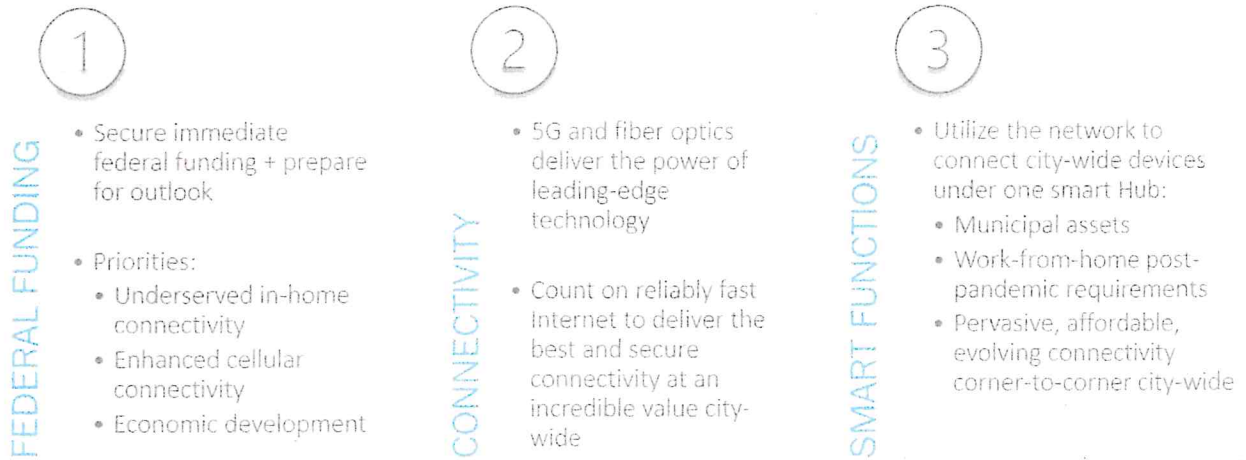 1
FEDERAL FUNDING
• Secure immediate
federal funding + prepare
for outlook
• Priorities:
• Underserved in-home
connectivity
• Enhanced cellular
connectivity
• Economic development
2
CONNECTIVITY
• 5G and fiber optics
deliver the power of
leading-edge
technology
• Count on reliably fast
Internet to deliver the
best and secure
connectivity at an
incredible value city-
wide
3
SMART FUNCTIONS
• Utilize the network to
connect city-wide devices
under one smart Hub:
• Municipal assets
• Work-from-home post-
pandemic requirements
• Pervasive, affordable,
evolving connectivity
corner-to-corner city-wide